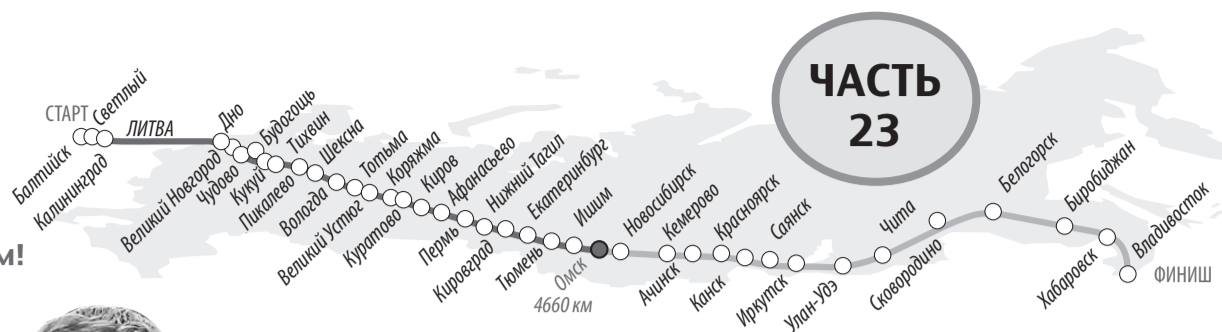 ЧАСТЬ
23
СТАРТ
Балтийск
Светлый
Калининград
ЛИТВА
Дно
Великий Новгород
Чудово
Будогощь
Кукуй
Тихвин
Пикалево
Шексна
Вологда
Тотьма
Великий Устюг
Коряжма
Куратово
Киров
Афанасьево
Пермь
Нижний Тагил
Кировград
Екатеринбург
Тюмень
Ишим
Омск
4660 км
Новосибирск
Кемерово
Ачинск
Красноярск
Канск
Саянск
Иркутск
Улан-Удэ
Чита
Сковородино
Белогорск
Биробиджан
Хабаровск
Владивосток
ФИНИШ
м!